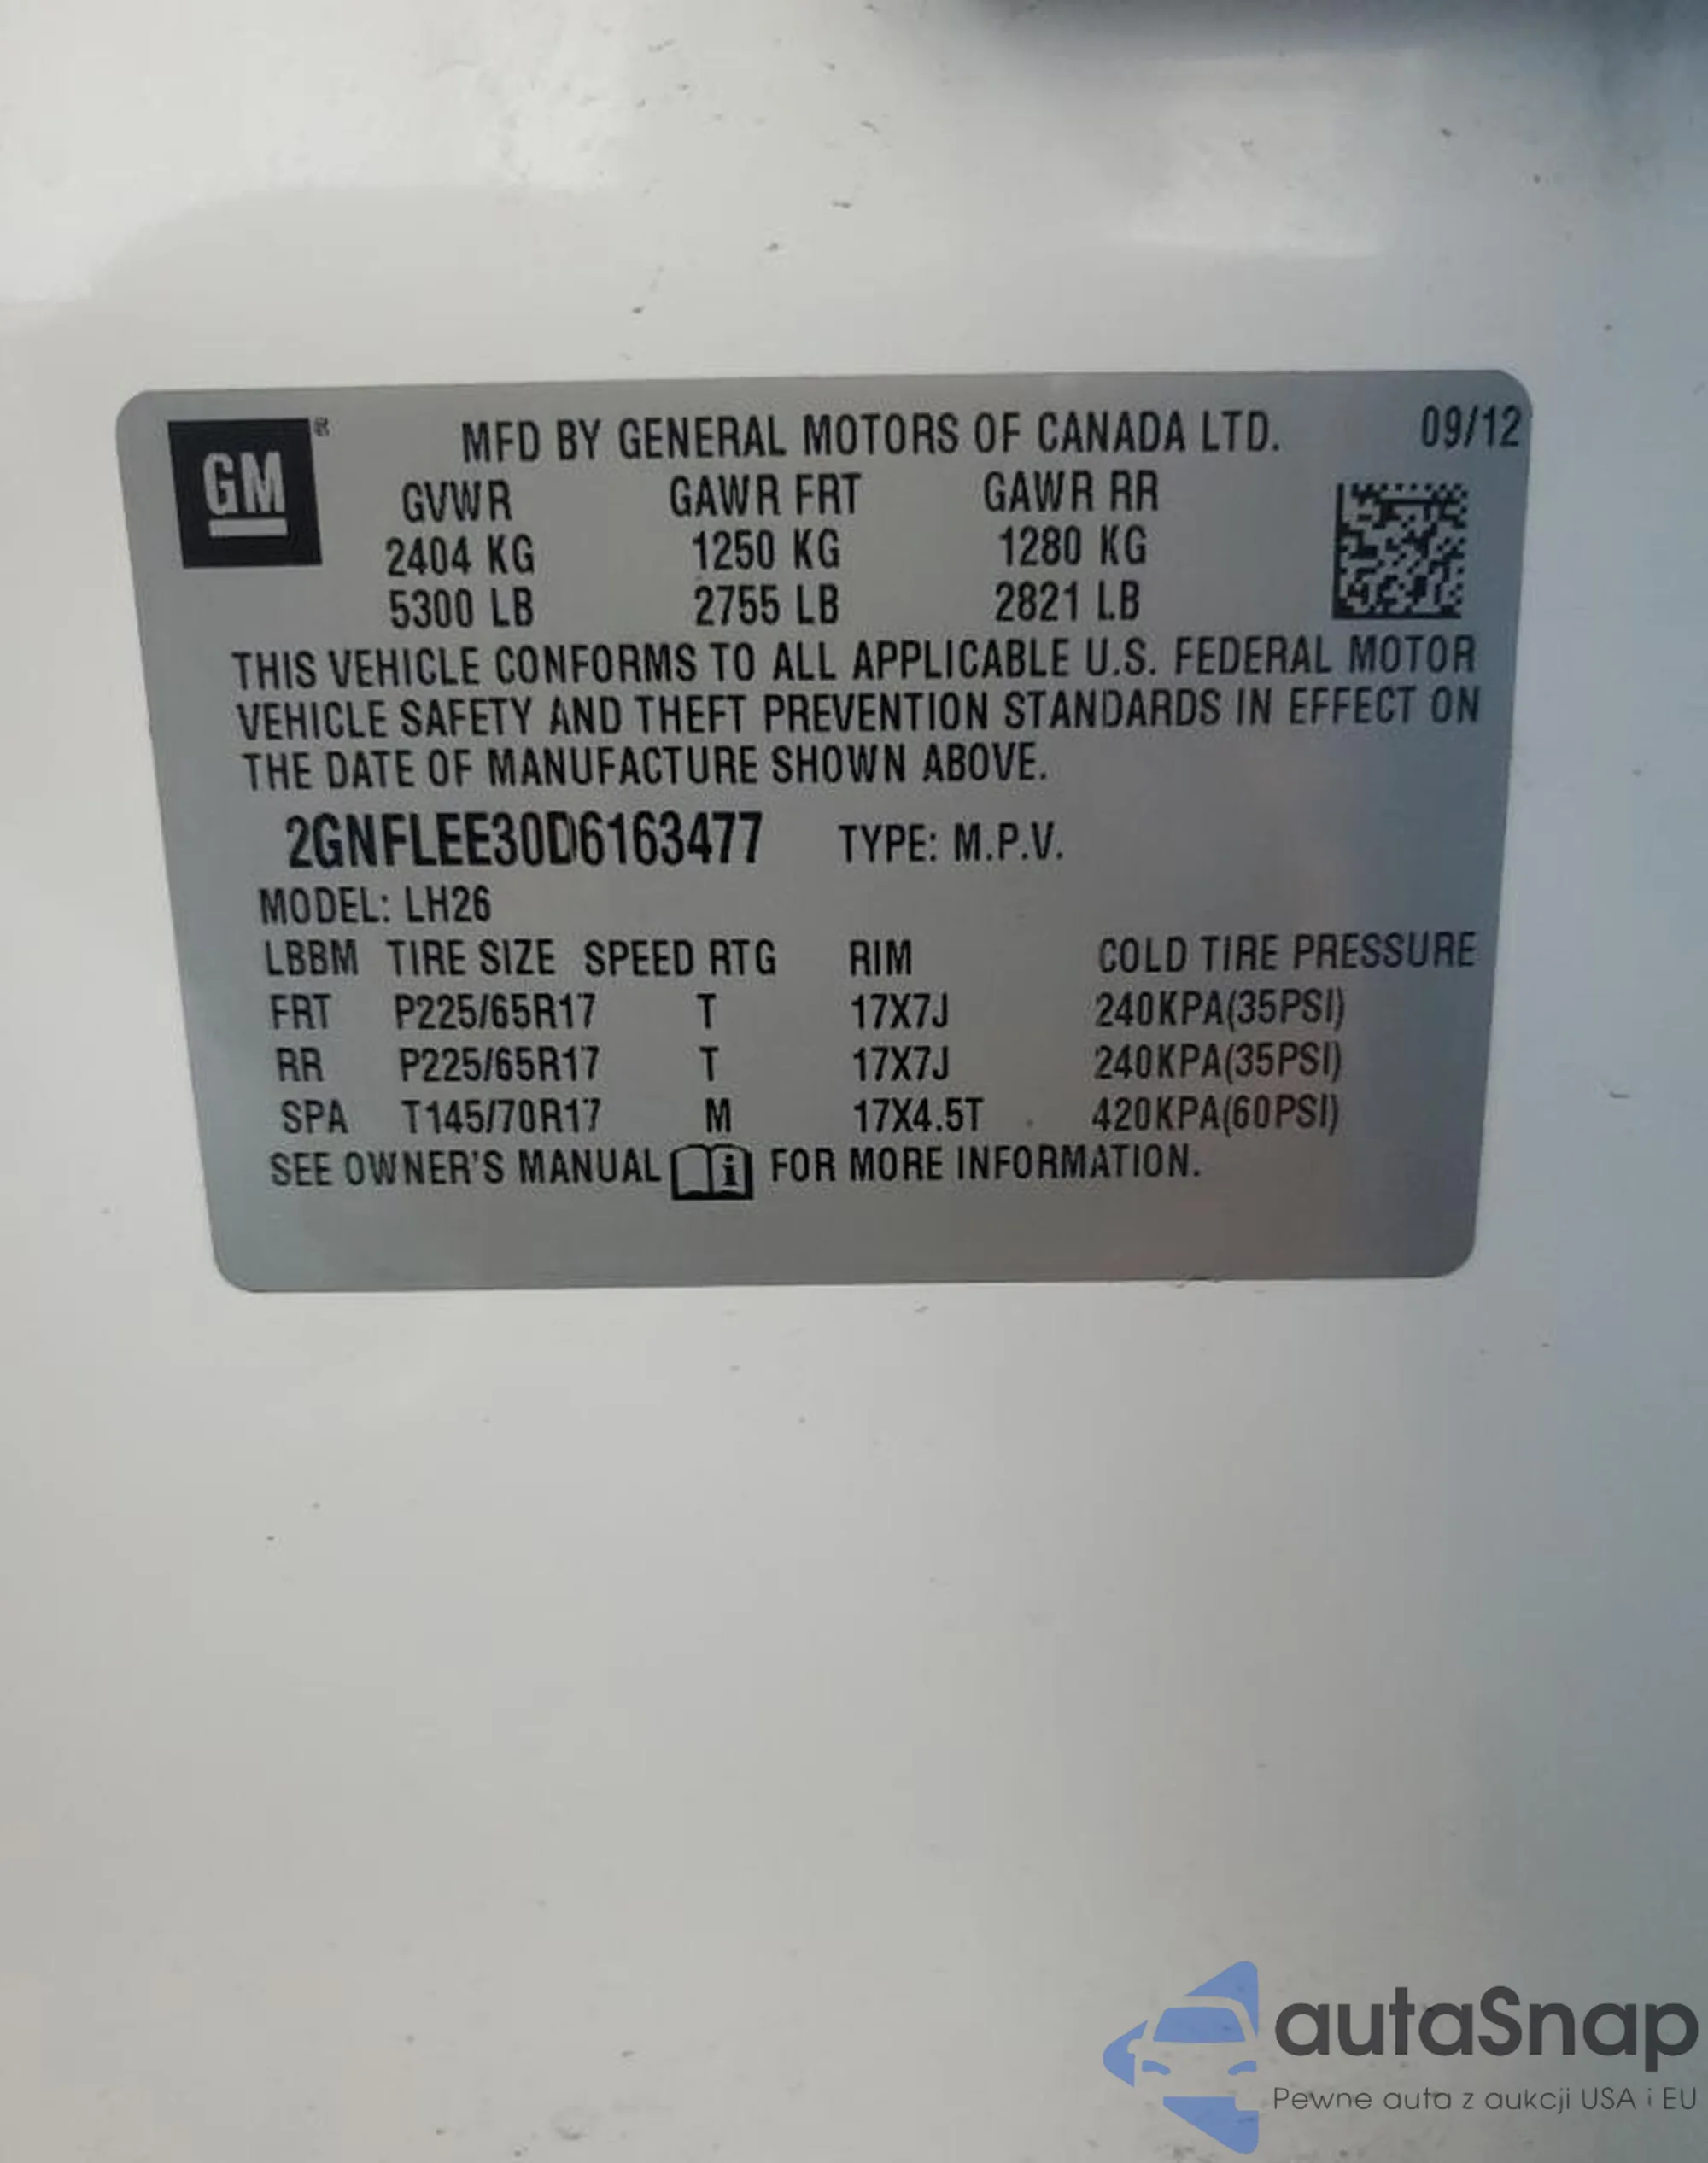 GM ®
MFD BY GENERAL MOTORS OF CANADA LTD. 09/12
GVWR GAWR FRT GAWR RR
2404 KG 1250 KG 1280 KG
5300 LB 2755 LB 2821 LB
THIS VEHICLE CONFORMS TO ALL APPLICABLE U.S. FEDERAL MOTOR
VEHICLE SAFETY AND THEFT PREVENTION STANDARDS IN EFFECT ON
THE DATE OF MANUFACTURE SHOWN ABOVE.
2GNFLEE30D6163477 TYPE: M.P.V.
MODEL: LH26
LBBM TIRE SIZE SPEED RTG RIM COLD TIRE PRESSURE
FRT P225/65R17 T 17X7J 240KPA(35PSI)
RR P225/65R17 T 17X7J 240KPA(35PSI)
SPA T145/70R17 M 17X4.5T 420KPA(60PSI)
SEE OWNER'S MANUAL i FOR MORE INFORMATION.
autaSnap
Pewne auta z aukcji USA i EU